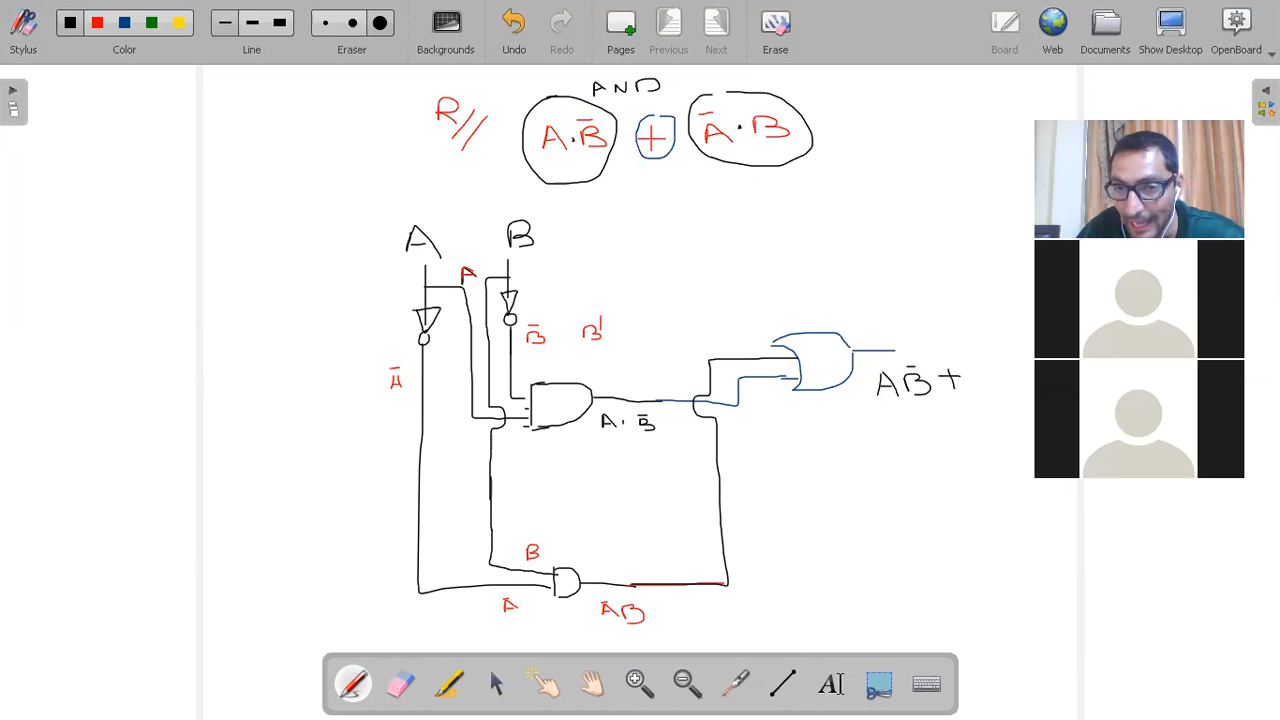 Stylus Color Line Eraser Backgrounds Undo Redo Pages Previous Next Erase Board Web Documents Show Desktop OpenBoard
AND
R// A·B̅ + A̅·B
A B
A
B̅ B'
A̅
A·B̅
AB̅ +
B
A̅
A̅B